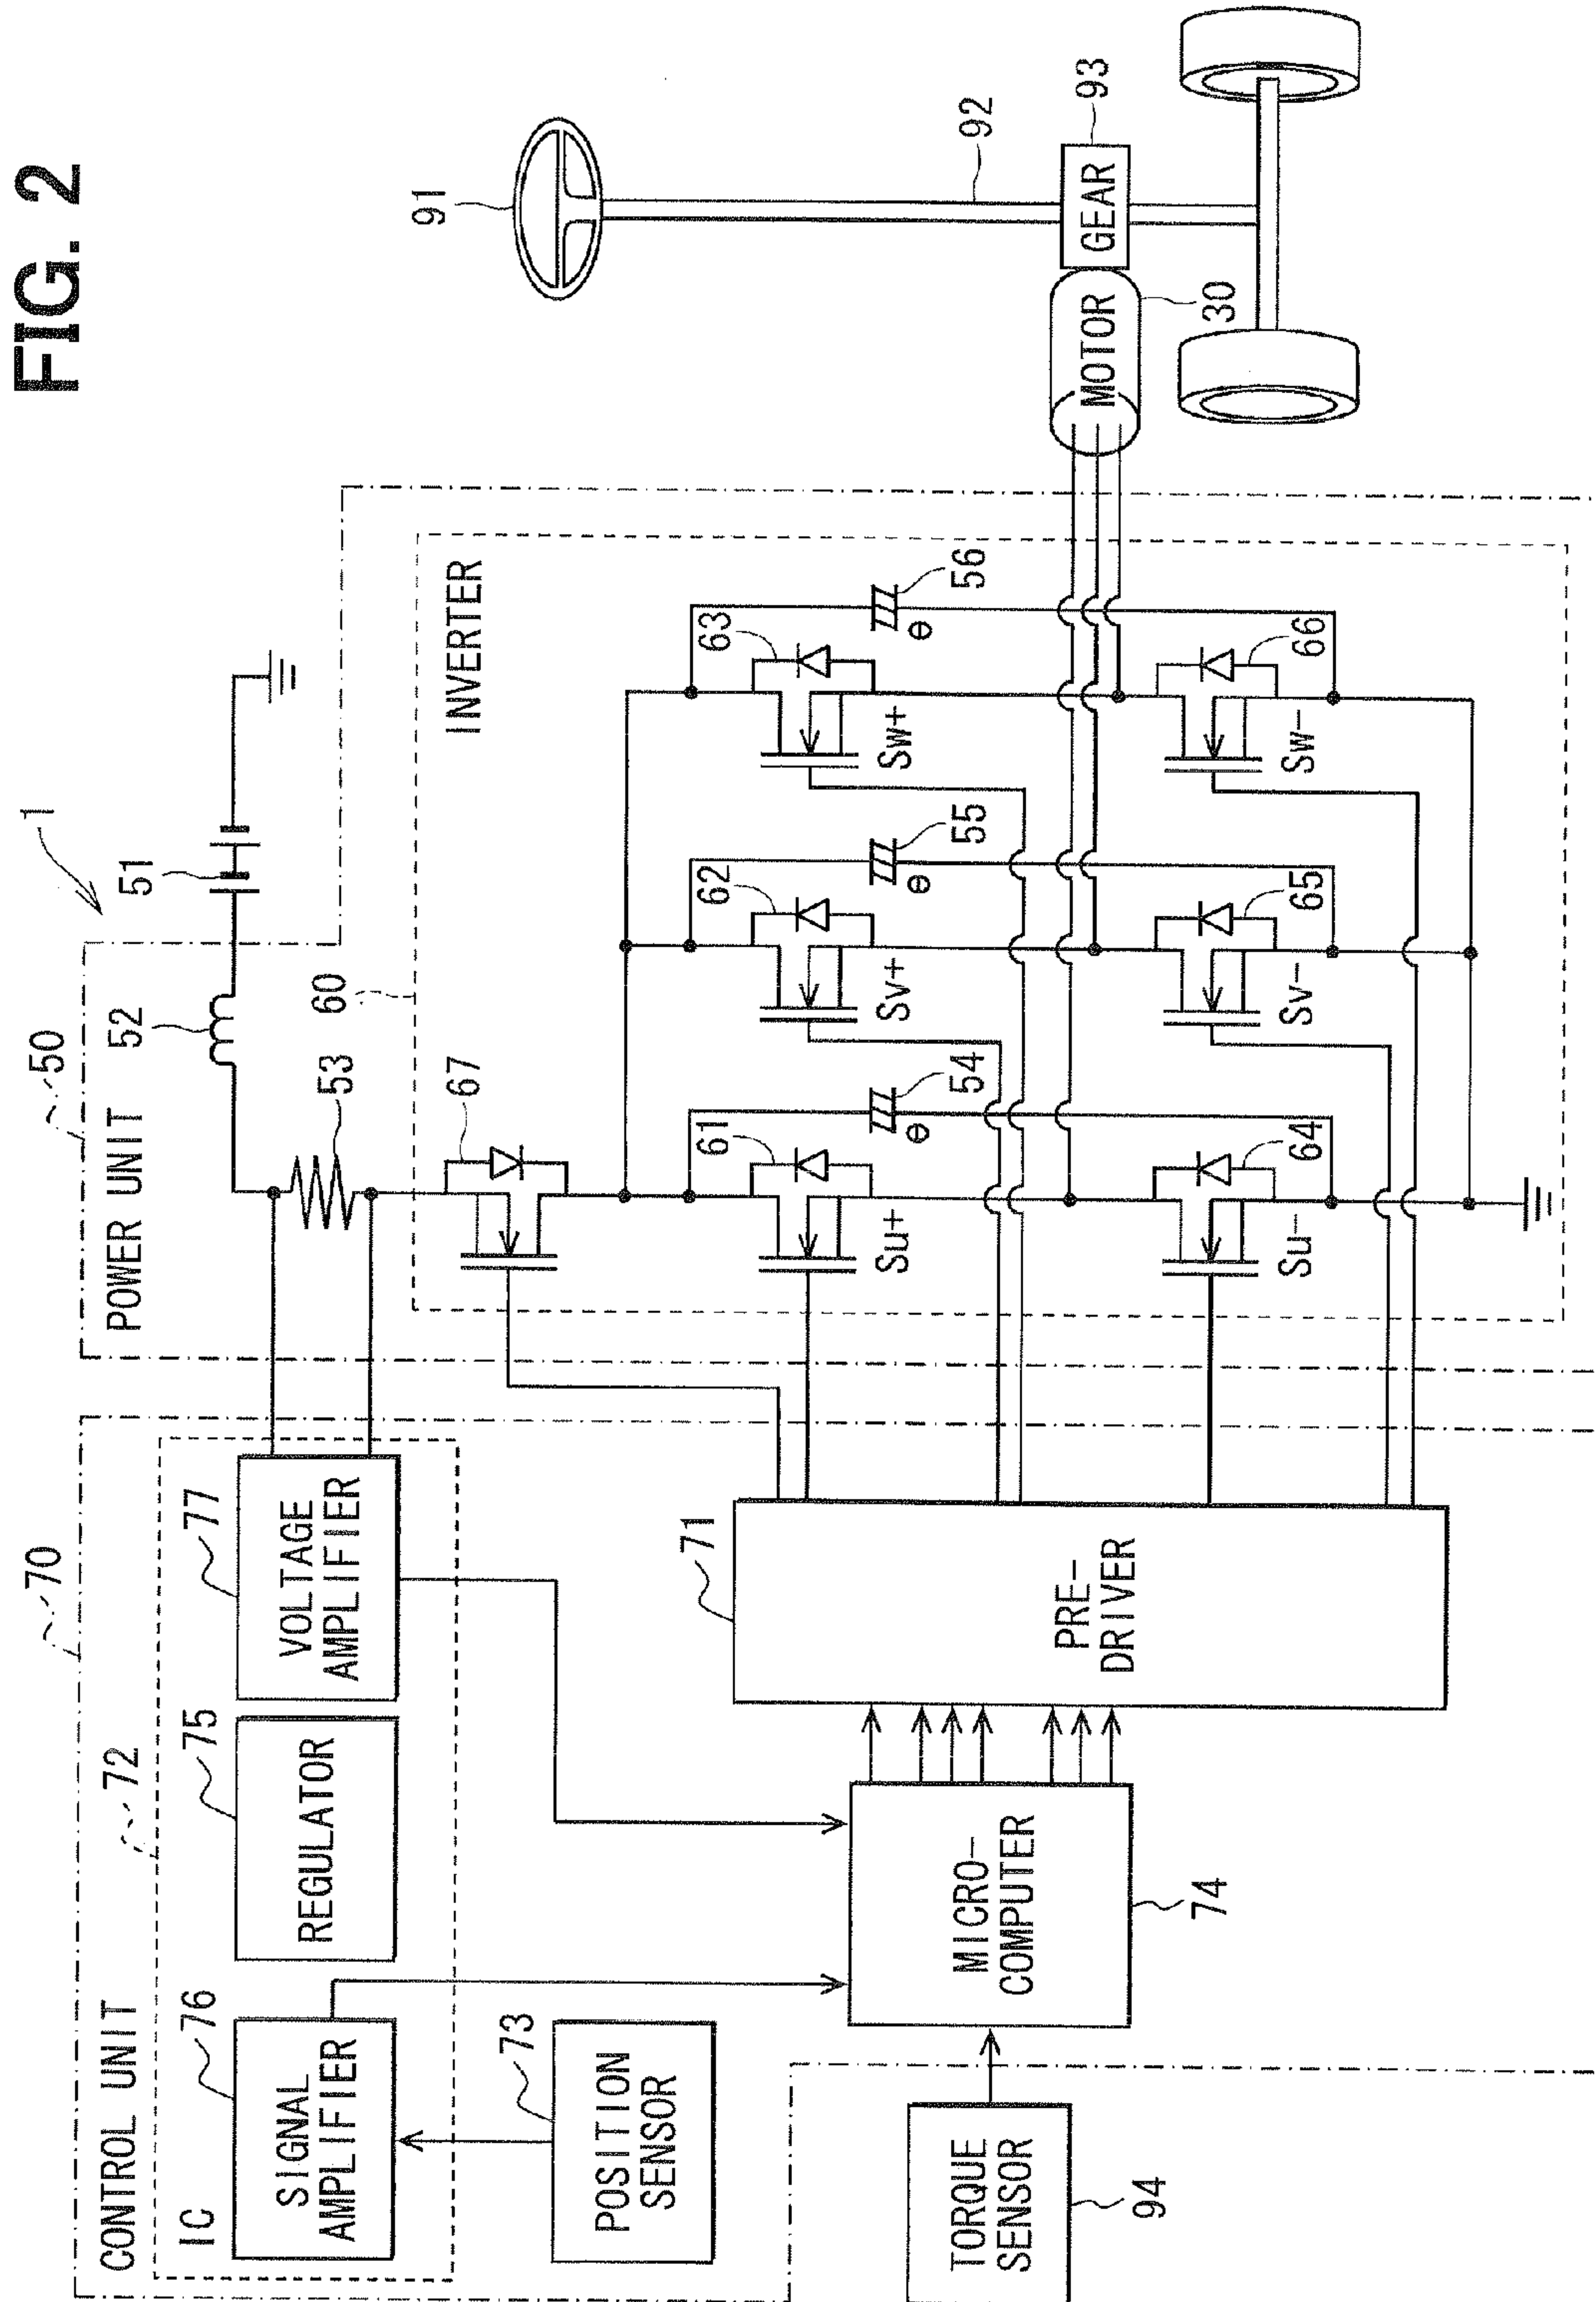 FIG. 2
1
70
50
CONTROL UNIT
72
POWER UNIT
52
51
IC
76
75
77
53
SIGNAL
AMPLIFIER
REGULATOR
VOLTAGE
AMPLIFIER
60
91
67
INVERTER
73
POSITION
SENSOR
71
61
62
63
54
55
56
θ
θ
θ
Su+
Sv+
Sw+
92
MICRO-
COMPUTER
PRE-
DRIVER
MOTOR
GEAR
93
30
74
TORQUE
SENSOR
94
64
65
66
Su-
Sv-
Sw-